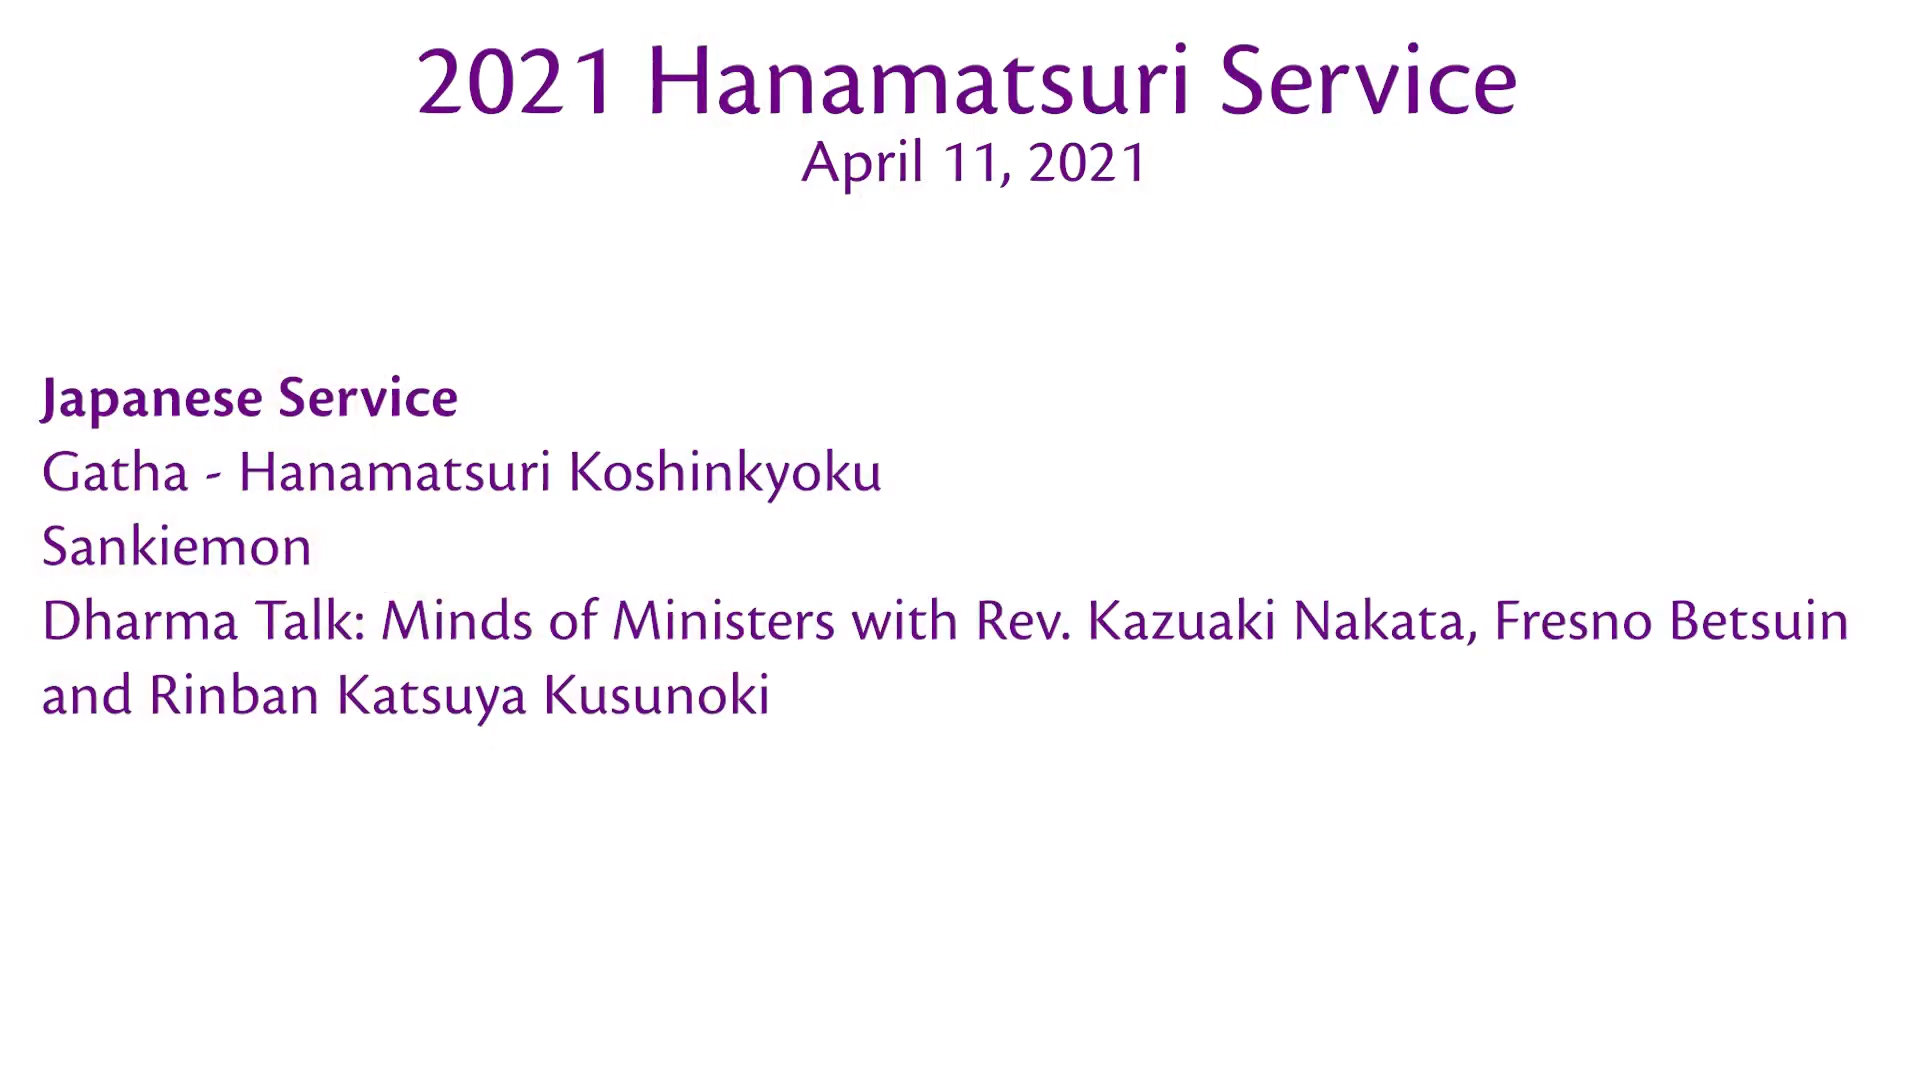 2021 Hanamatsuri Service
April 11, 2021
Japanese Service
Gatha - Hanamatsuri Koshinkyoku
Sankiemon
Dharma Talk: Minds of Ministers with Rev. Kazuaki Nakata, Fresno Betsuin
and Rinban Katsuya Kusunoki